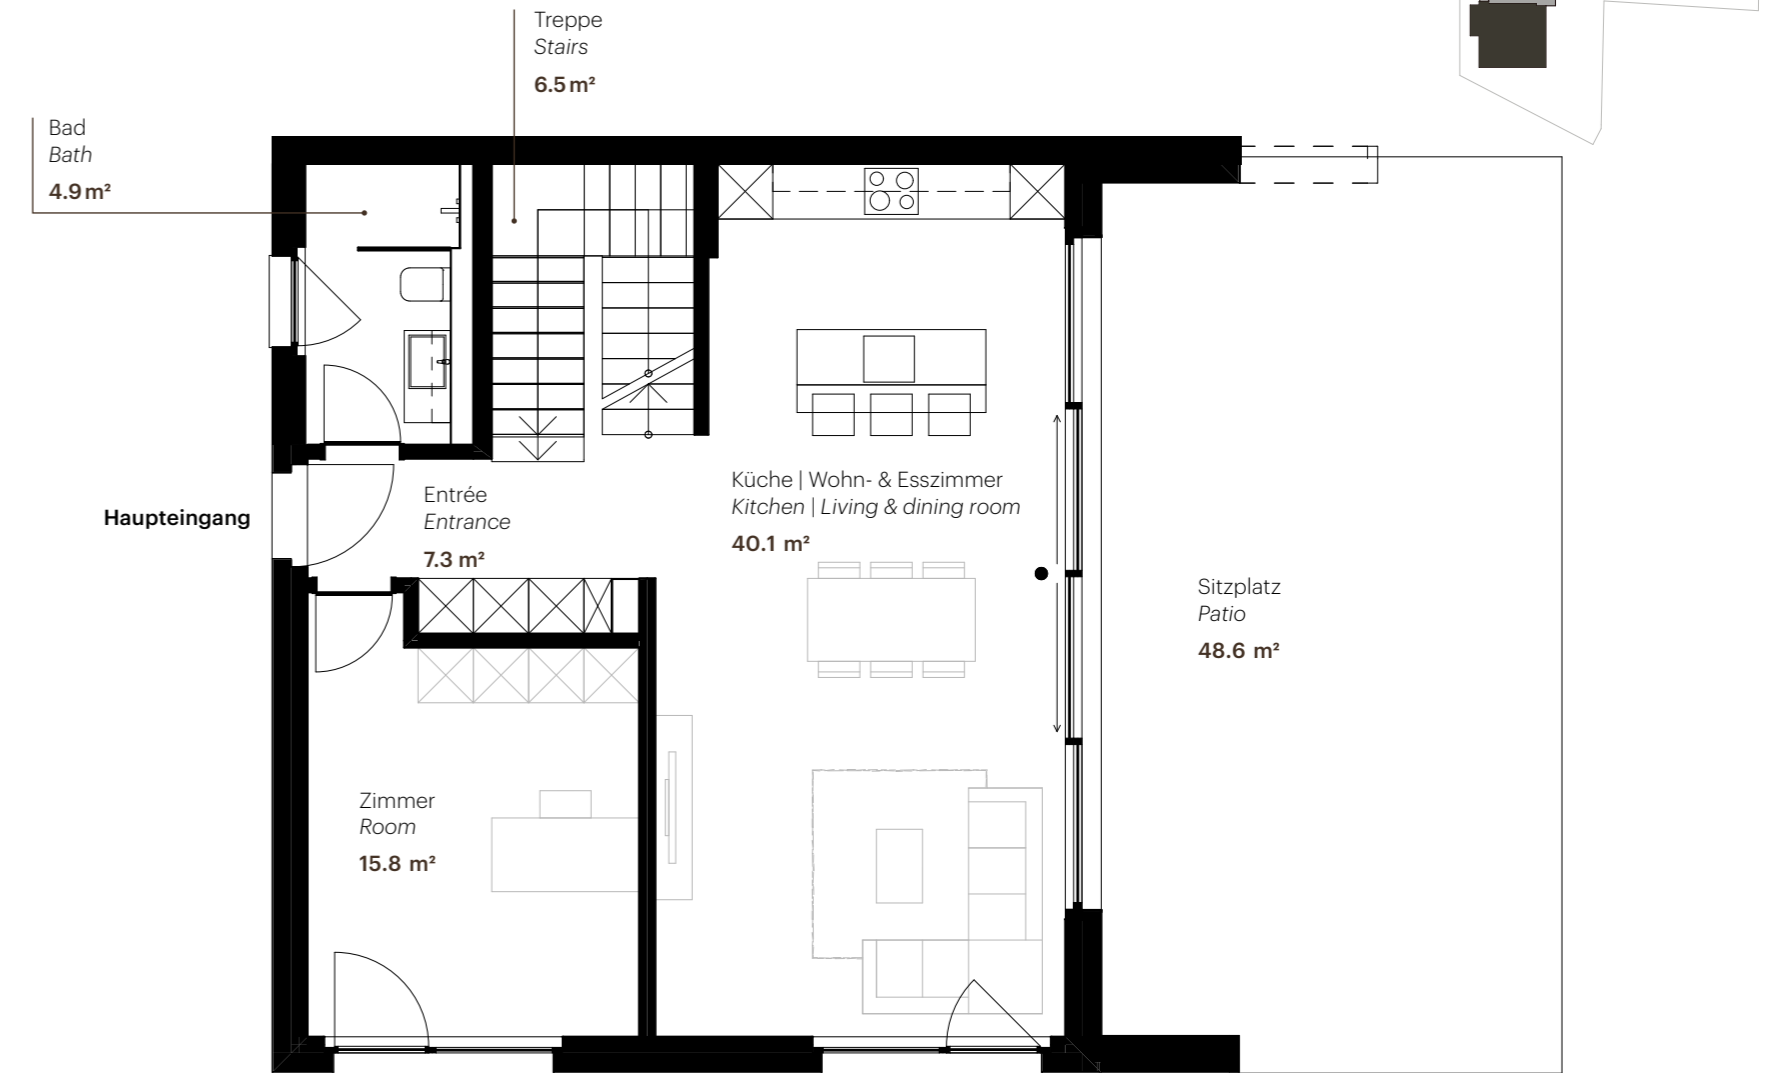 Treppe
Stairs
6.5 m²
Bad
Bath
4.9 m²
Haupteingang
Entrée
Entrance
7.3 m²
Küche | Wohn- & Esszimmer
Kitchen | Living & dining room
40.1 m²
Sitzplatz
Patio
48.6 m²
Zimmer
Room
15.8 m²